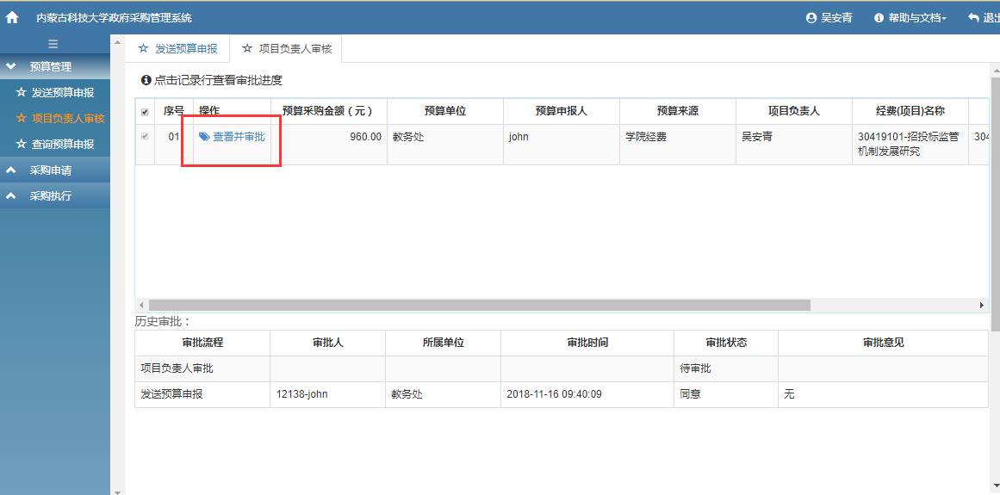 内蒙古科技大学政府采购管理系统
吴安青
帮助与文档
退出
预算管理
发送预算申报
项目负责人审核
查询预算申报
采购申请
采购执行
发送预算申报
项目负责人审核
点击记录行查看审批进度
序号 操作 预算采购金额（元） 预算单位 预算申报人 预算来源 项目负责人 经费(项目)名称
01 查看并审批 960.00 教务处 john 学院经费 吴安青 30419101-招投标监管 304
机制发展研究
历史审批：
审批流程 审批人 所属单位 审批时间 审批状态 审批意见
项目负责人审批 待审批
发送预算申报 12138-john 教务处 2018-11-16 09:40:09 同意 无